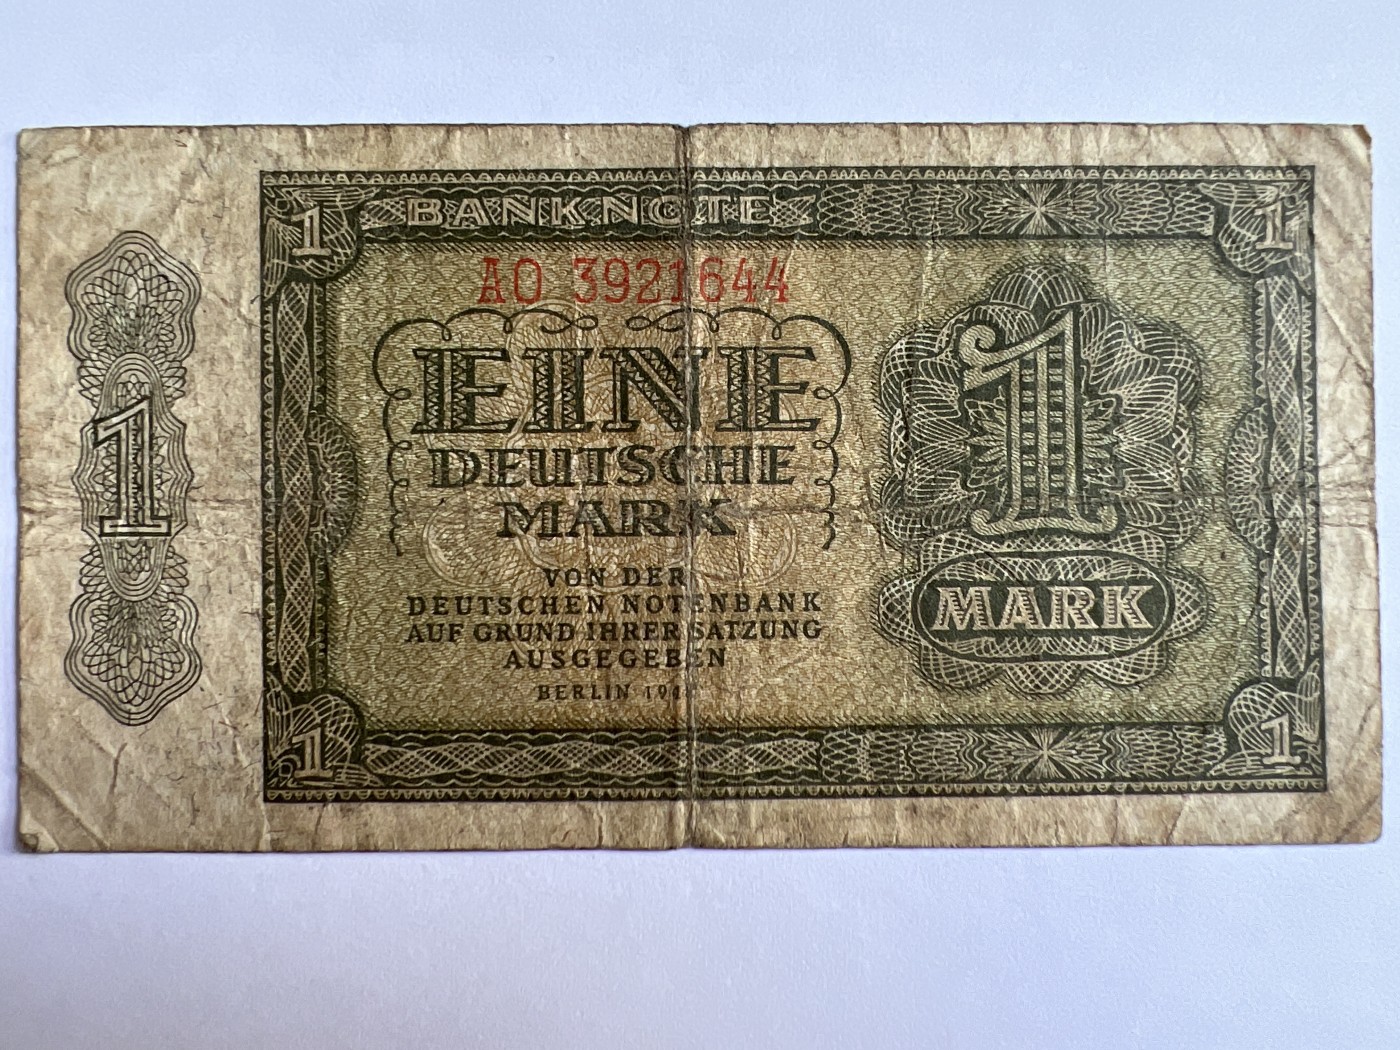 1 BANKNOTE 1
AO 3921644
EINE
DEUTSCHE
MARK
1
1
VON DER
DEUTSCHEN NOTENBANK
MARK
AUF GRUND IHRER SATZUNG
AUSGEGEBEN
BERLIN
1 1